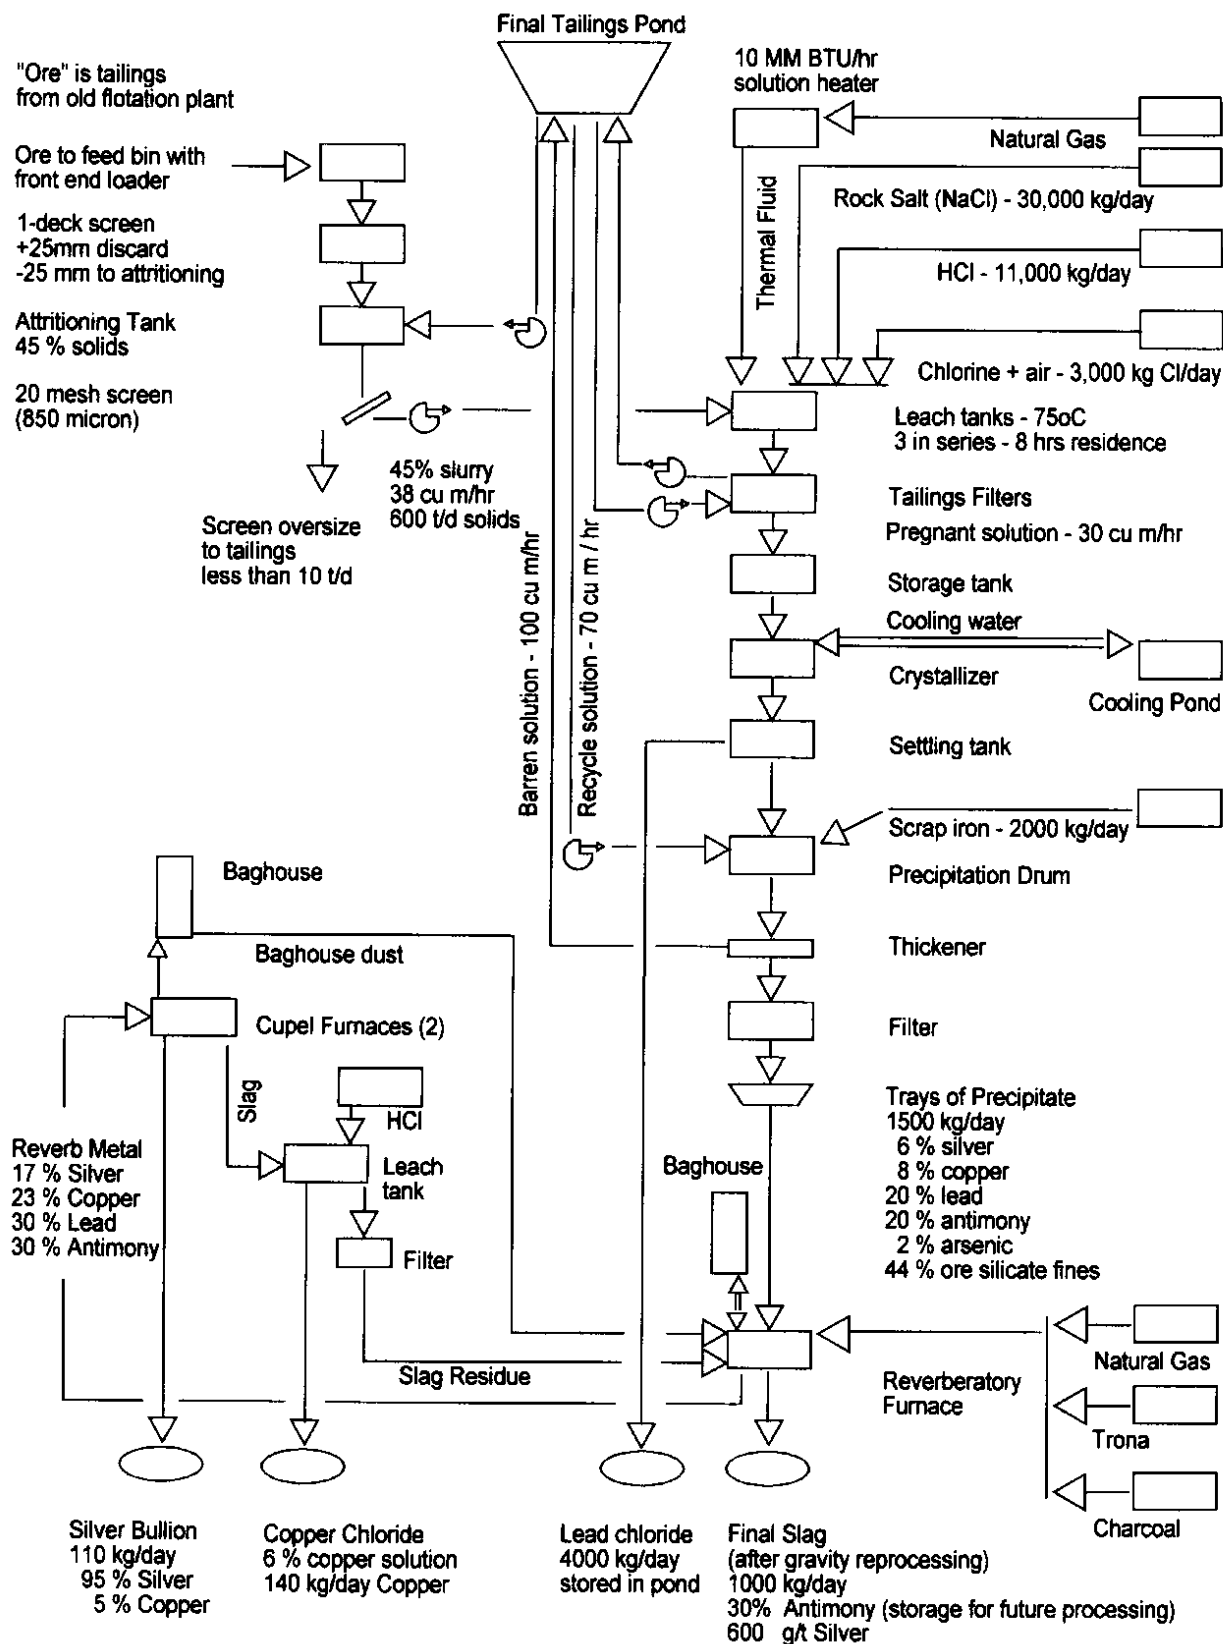 Final Tailings Pond
"Ore" is tailings
from old flotation plant
Ore to feed bin with
front end loader
1-deck screen
+25mm discard
-25 mm to attritioning
Attritioning Tank
45 % solids
20 mesh screen
(850 micron)
Screen oversize
to tailings
less than 10 t/d
45% slurry
38 cu m/hr
600 t/d solids
Barren solution - 100 cu m/hr
Recycle solution - 70 cu m / hr
10 MM BTU/hr
solution heater
Natural Gas
Thermal Fluid
Rock Salt (NaCl) - 30,000 kg/day
HCl - 11,000 kg/day
Chlorine + air - 3,000 kg Cl/day
Leach tanks - 75oC
3 in series - 8 hrs residence
Tailings Filters
Pregnant solution - 30 cu m/hr
Storage tank
Cooling water
Crystallizer
Cooling Pond
Settling tank
Scrap iron - 2000 kg/day
Precipitation Drum
Thickener
Filter
Trays of Precipitate
1500 kg/day
6 % silver
8 % copper
20 % lead
20 % antimony
2 % arsenic
44 % ore silicate fines
Baghouse
Baghouse dust
Cupel Furnaces (2)
Slag
HCl
Leach
tank
Filter
Reverb Metal
17 % Silver
23 % Copper
30 % Lead
30 % Antimony
Baghouse
Slag Residue
Reverberatory
Furnace
Natural Gas
Trona
Charcoal
Silver Bullion
110 kg/day
95 % Silver
5 % Copper
Copper Chloride
6 % copper solution
140 kg/day Copper
Lead chloride
4000 kg/day
stored in pond
Final Slag
(after gravity reprocessing)
1000 kg/day
30% Antimony (storage for future processing)
600 g/t Silver